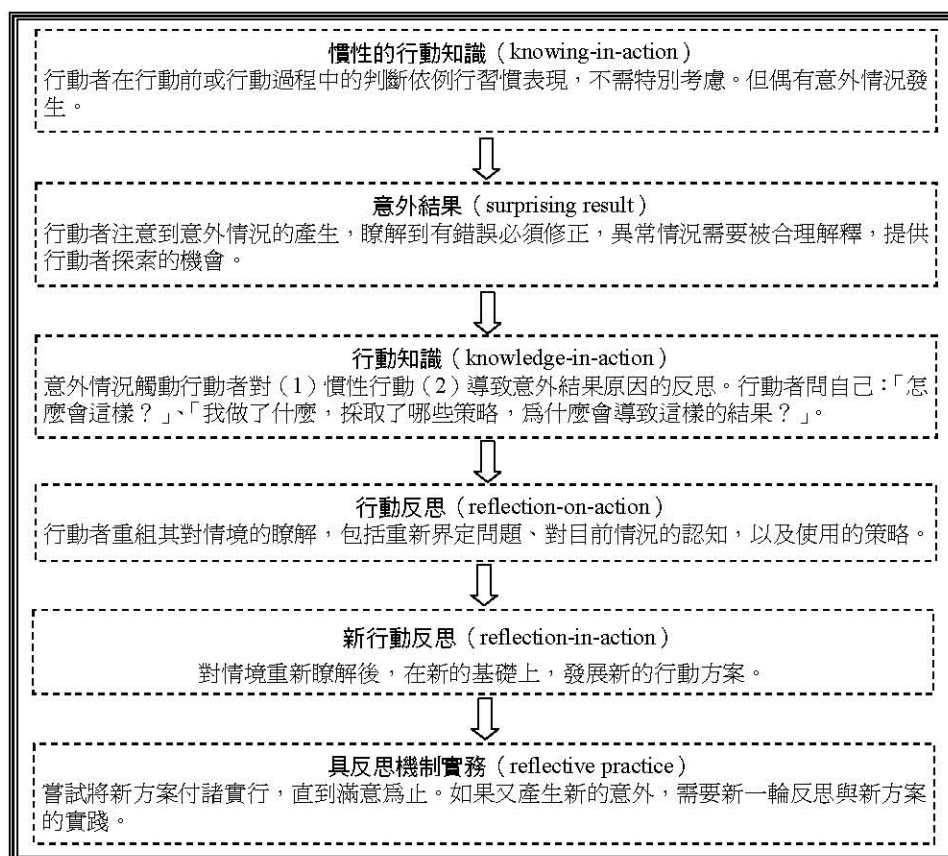 慣性的行動知識（knowing-in-action）
行動者在行動前或行動過程中的判斷依例行習慣表現，不需特別考慮。但偶有意外情況發
生。
意外結果（surprising result）
行動者注意到意外情況的產生，瞭解到有錯誤必須修正，異常情況需要被合理解釋，提供
行動者探索的機會。
行動知識（knowledge-in-action）
意外情況觸動行動者對（1）慣性行動（2）導致意外結果原因的反思。行動者問自己：「怎
麼會這樣？」、「我做了什麼，採取了哪些策略，爲什麼會導致這樣的結果？」。
行動反思（reflection-on-action）
行動者重組其對情境的瞭解，包括重新界定問題、對目前情況的認知，以及使用的策略。
新行動反思（reflection-in-action）
對情境重新瞭解後，在新的基礎上，發展新的行動方案。
具反思機制實務（reflective practice）
嘗試將新方案付諸實行，直到滿意爲止。如果又產生新的意外，需要新一輪反思與新方案
的實踐。